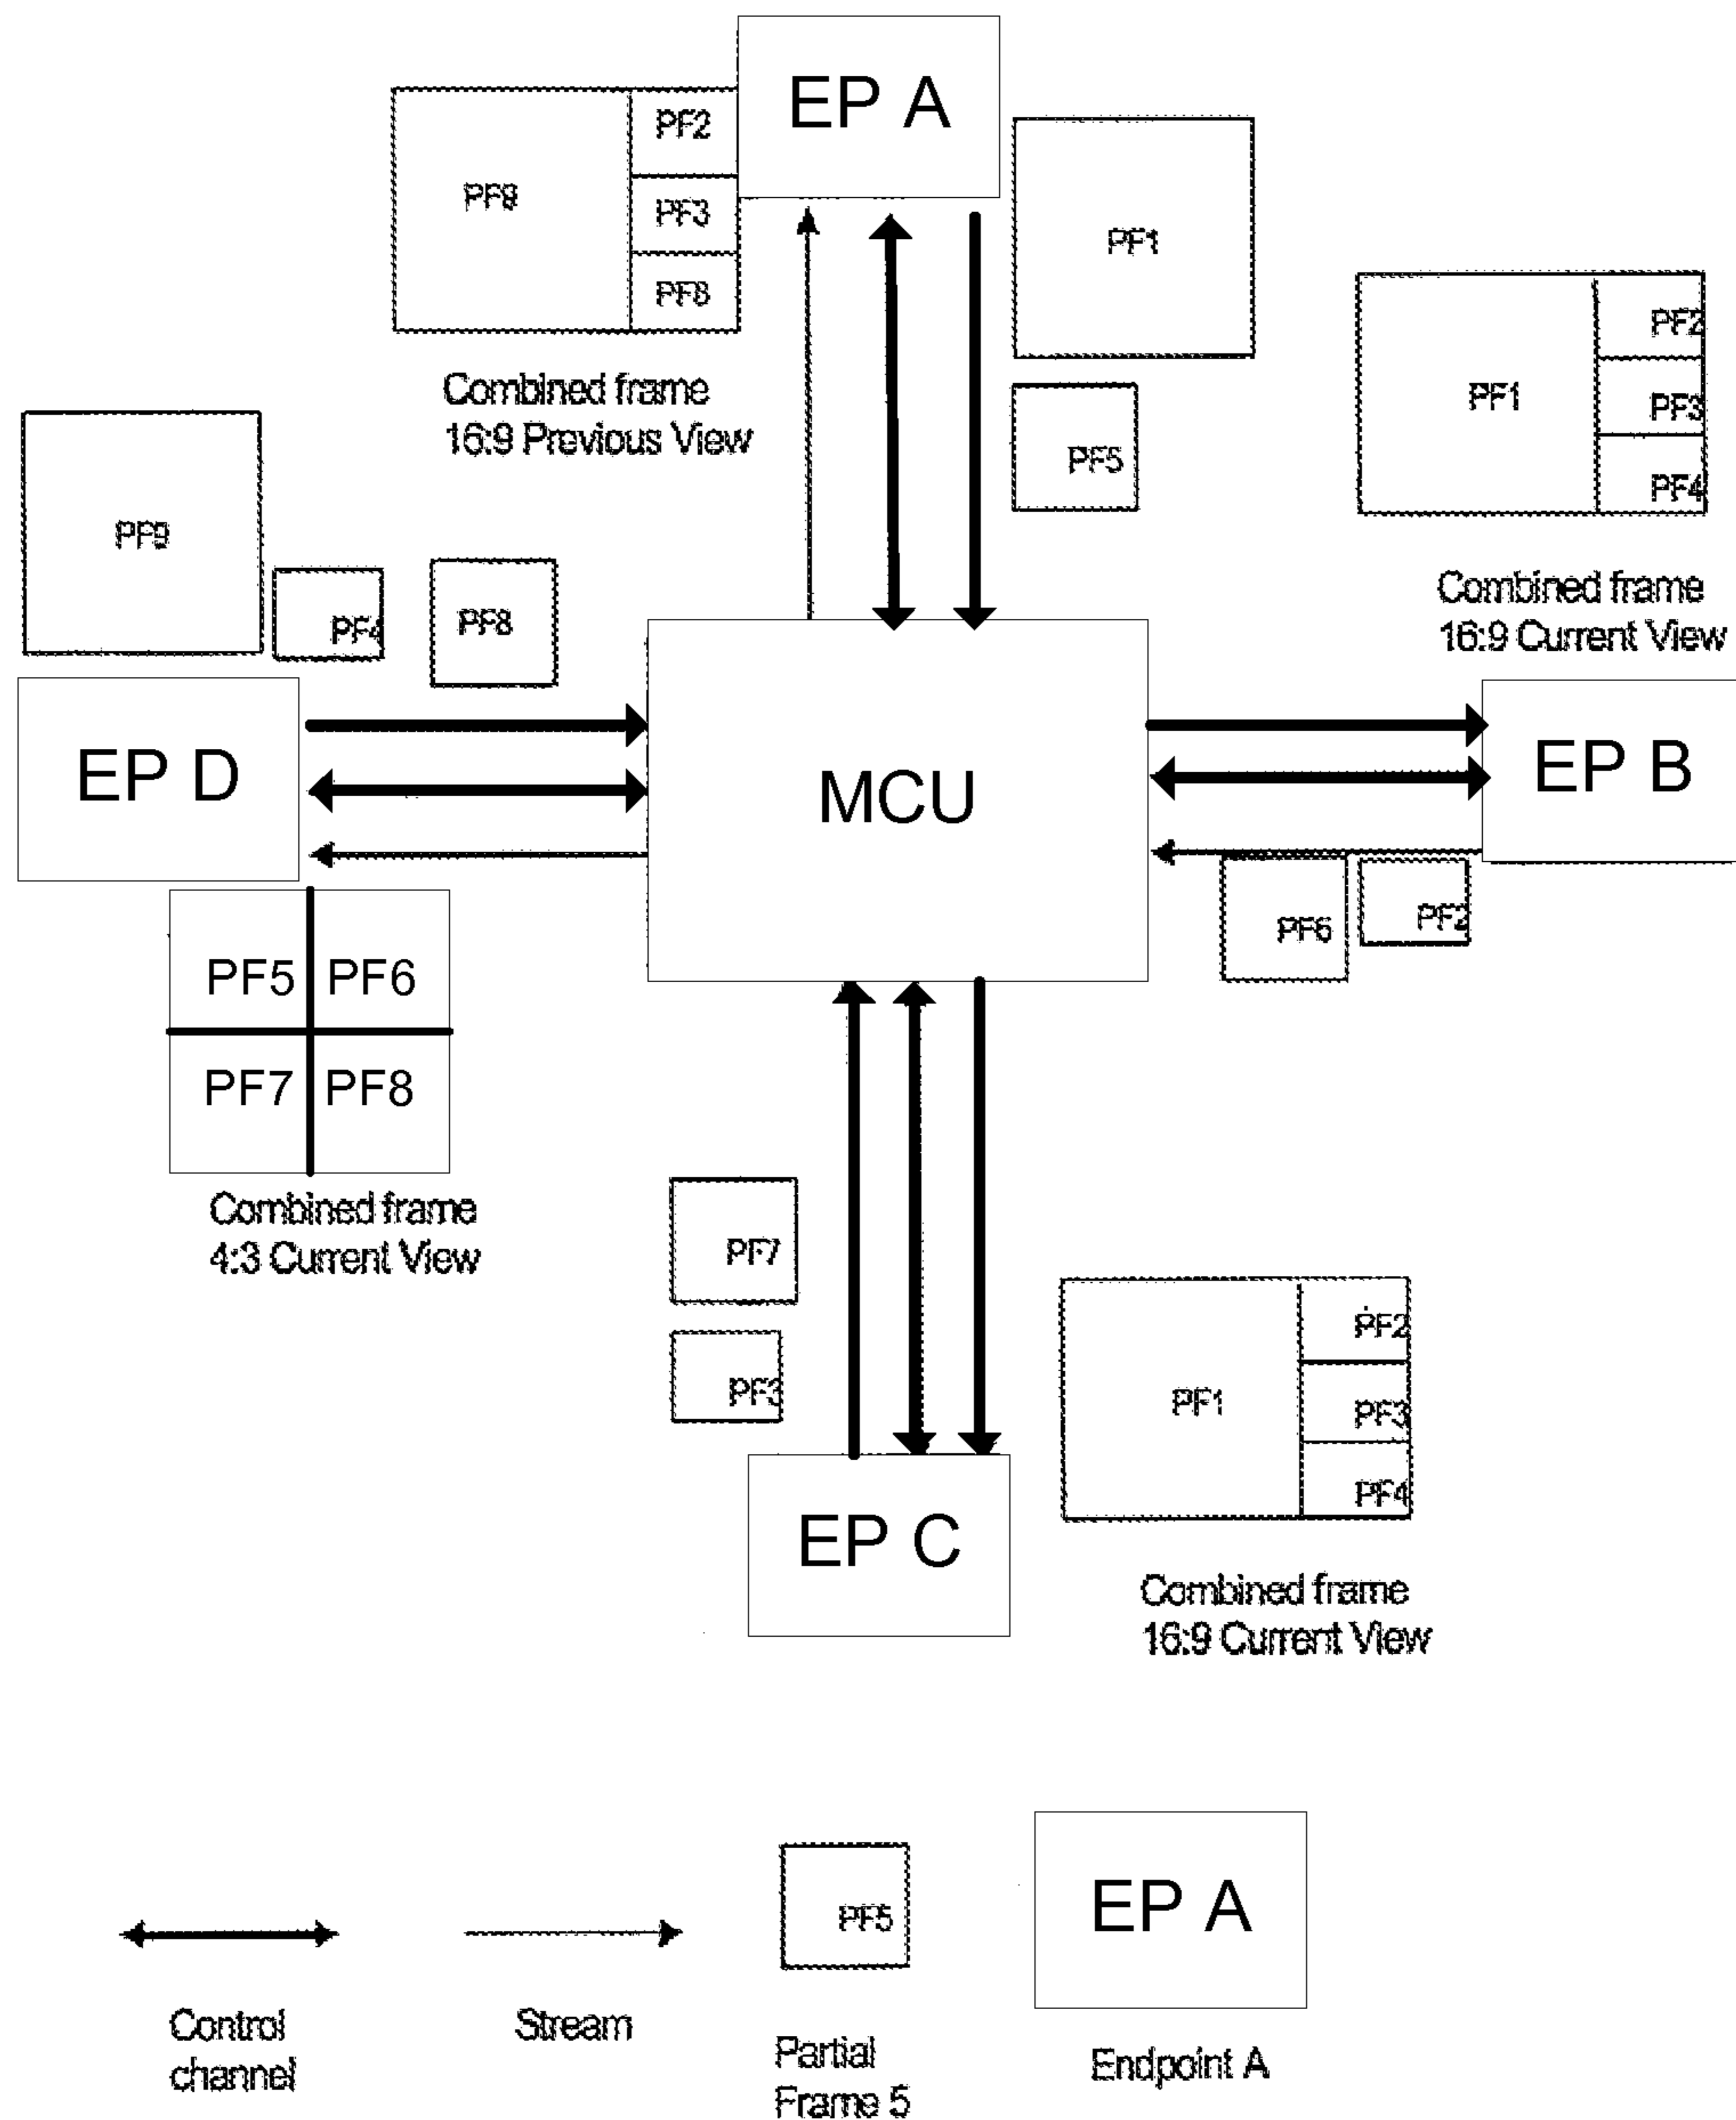 EP A
PF2
PF9
PF3
PF8
PF1
Combined frame
16:9 Previous View
PF5
PF1
PF2
PF3
PF4
Combined frame
16:9 Current View
PF9
PF4
PF8
EP D
MCU
EP B
PF6
PF2
PF5
PF6
PF7
PF8
Combined frame
4:3 Current View
PF7
PF3
EP C
PF1
PF2
PF3
PF4
Combined frame
16:9 Current View
PF5
EP A
Control
channel
Stream
Partial
Frame 5
Endpoint A